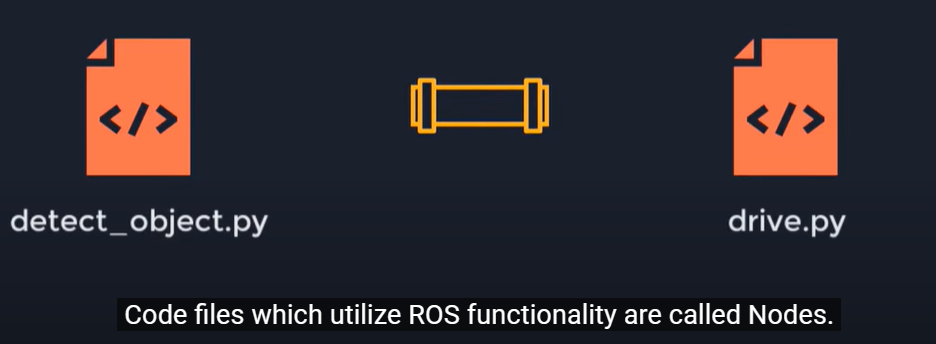 </>
</>
detect_object.py
drive.py
Code files which utilize ROS functionality are called Nodes.